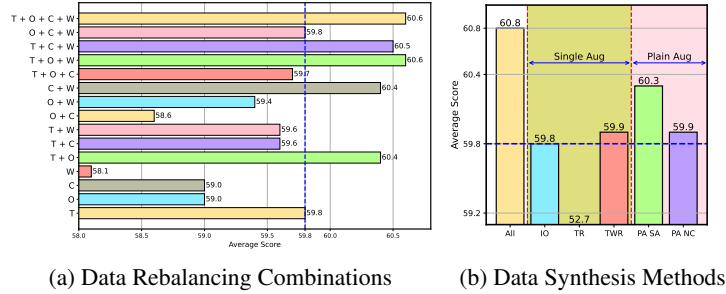 T + O + C + W
60.6
O + C + W
59.8
T + C + W
60.5
T + O + W
60.6
T + O + C
59.7
C + W
60.4
O + W
59.4
O + C
58.6
T + W
59.6
T + C
59.6
T + O
60.4
W
58.1
C
59.0
O
59.0
T
59.8
58.0 58.5 59.0 59.5 59.8 60.0 60.5
Average Score
(a) Data Rebalancing Combinations
Average Score
60.8
60.4
59.8
59.2
60.8
Single Aug
Plain Aug
59.8
52.7
59.9
60.3
59.9
All IO TR TWR PA SA PA NC
(b) Data Synthesis Methods